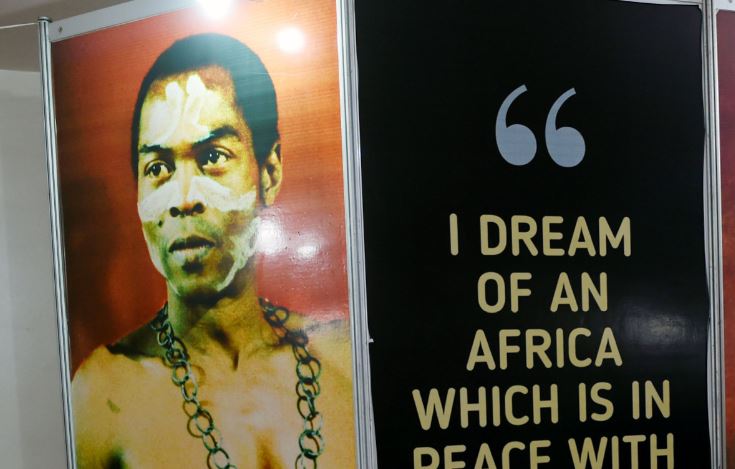 “
I DREAM
OF AN
AFRICA
WHICH IS IN
PEACE WITH